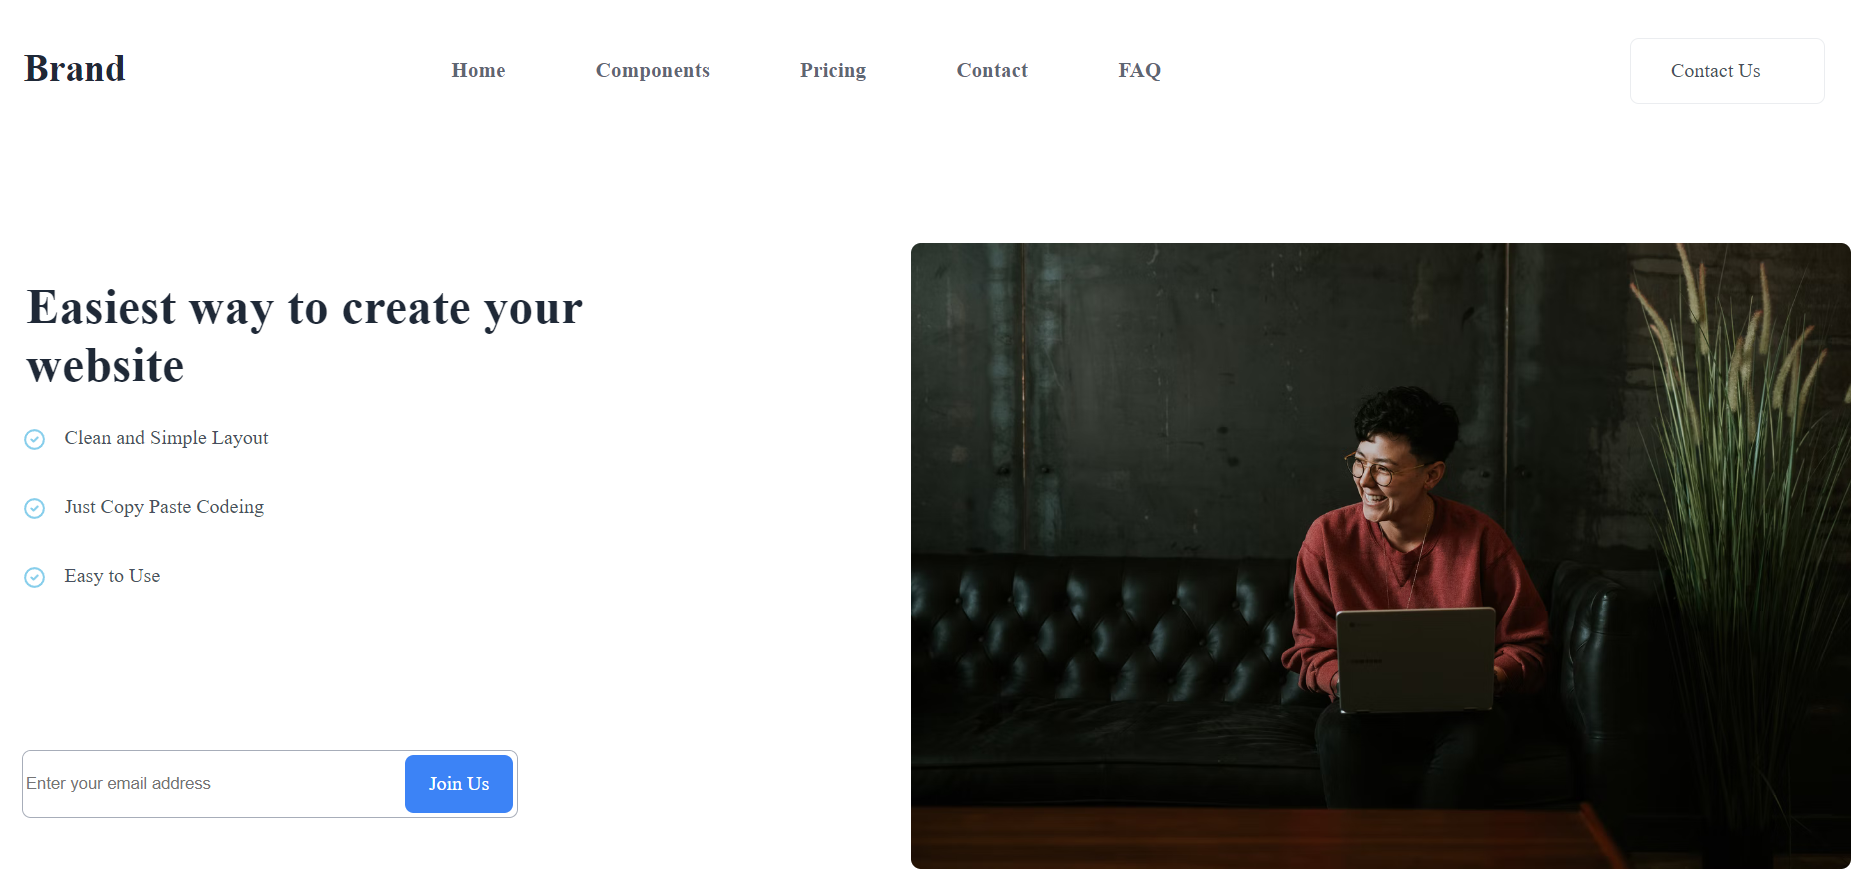 Brand
Home
Components
Pricing
Contact
FAQ
Contact Us
Easiest way to create your
website
Clean and Simple Layout
Just Copy Paste Codeing
Easy to Use
Enter your email address
Join Us